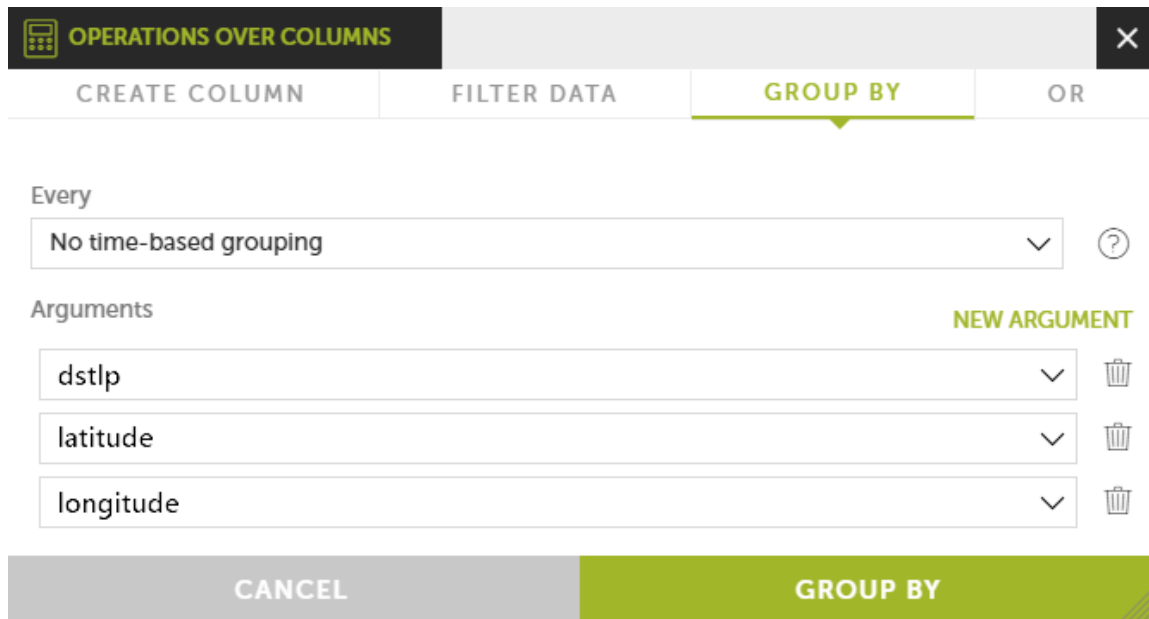 OPERATIONS OVER COLUMNS
CREATE COLUMN FILTER DATA GROUP BY OR
Every
No time-based grouping
Arguments
NEW ARGUMENT
dstlp
latitude
longitude
CANCEL GROUP BY